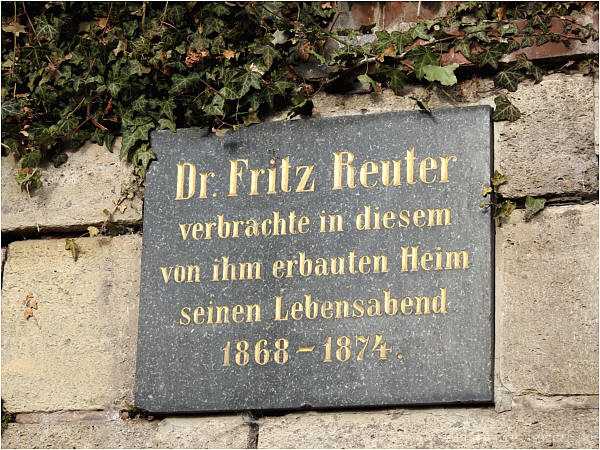 Dr. Fritz Reuter
verbrachte in diesem
von ihm erbauten Heim
seinen Lebensabend
1868 – 1874.